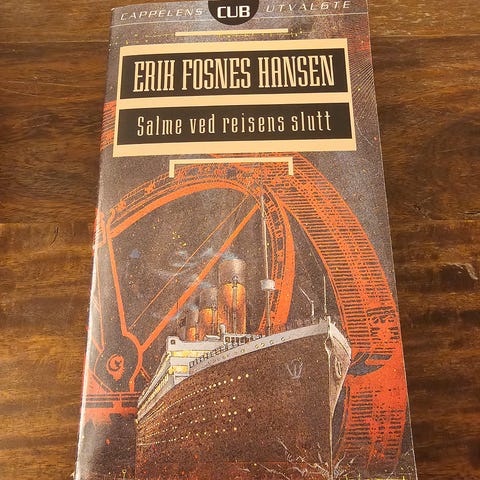 CAPPELENS CUB UTVALGTE
ERIK FOSNES HANSEN
Salme ved reisens slutt